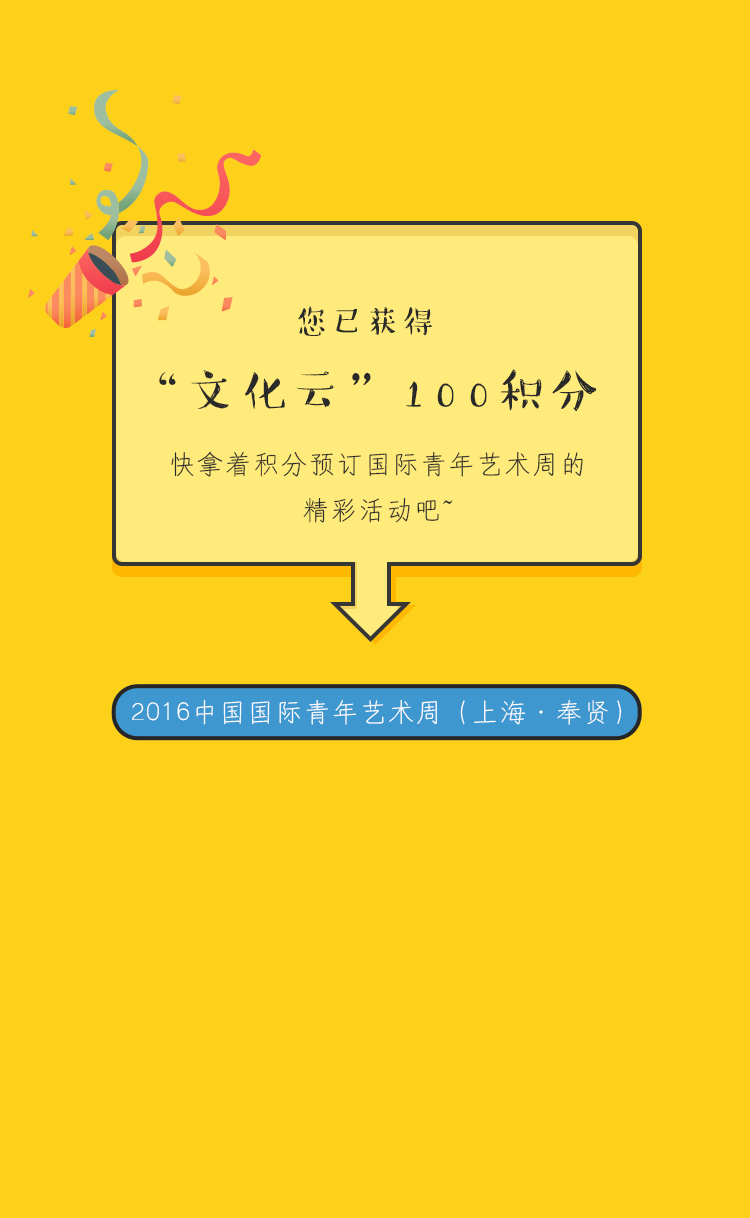 您已获得
“文化云”100积分
快拿着积分预订国际青年艺术周的
精彩活动吧~
2016中国国际青年艺术周（上海·奉贤）